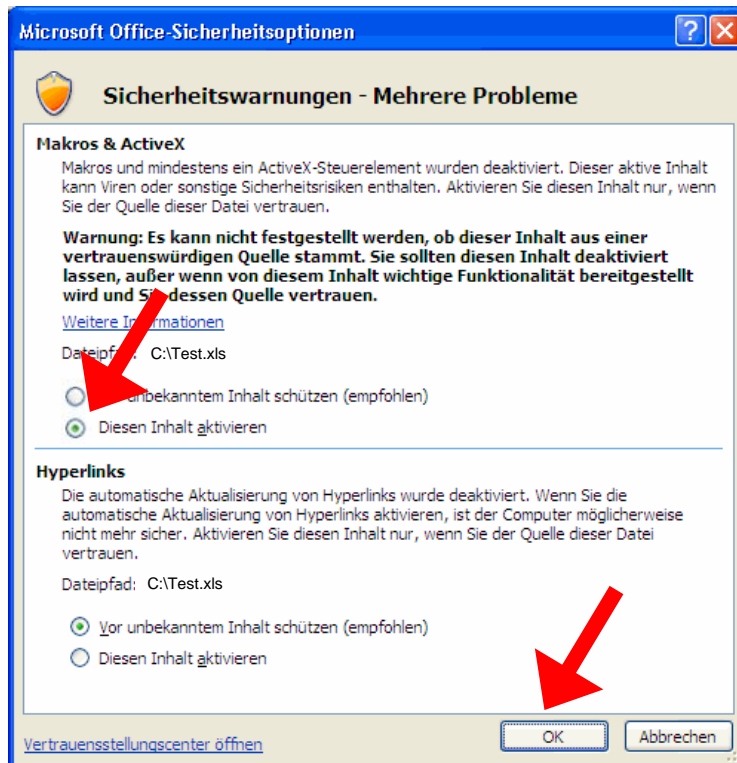 Microsoft Office-Sicherheitsoptionen
Sicherheitswarnungen - Mehrere Probleme
Makros & ActiveX
Makros und mindestens ein ActiveX-Steuerelement wurden deaktiviert. Dieser aktive Inhalt
kann Viren oder sonstige Sicherheitsrisiken enthalten. Aktivieren Sie diesen Inhalt nur, wenn
Sie der Quelle dieser Datei vertrauen.
Warnung: Es kann nicht festgestellt werden, ob dieser Inhalt aus einer
vertrauenswürdigen Quelle stammt. Sie sollten diesen Inhalt deaktiviert
lassen, außer wenn von diesem Inhalt wichtige Funktionalität bereitgestellt
wird und Sie dessen Quelle vertrauen.
Weitere Informationen
Dateipfad: C:\Test.xls
unbekanntem Inhalt schützen (empfohlen)
Diesen Inhalt aktivieren
Hyperlinks
Die automatische Aktualisierung von Hyperlinks wurde deaktiviert. Wenn Sie die
automatische Aktualisierung von Hyperlinks aktivieren, ist der Computer möglicherweise
nicht mehr sicher. Aktivieren Sie diesen Inhalt nur, wenn Sie der Quelle dieser Datei
vertrauen.
Dateipfad: C:\Test.xls
Vor unbekanntem Inhalt schützen (empfohlen)
Diesen Inhalt aktivieren
Vertrauensstellungscenter öffnen
OK
Abbrechen